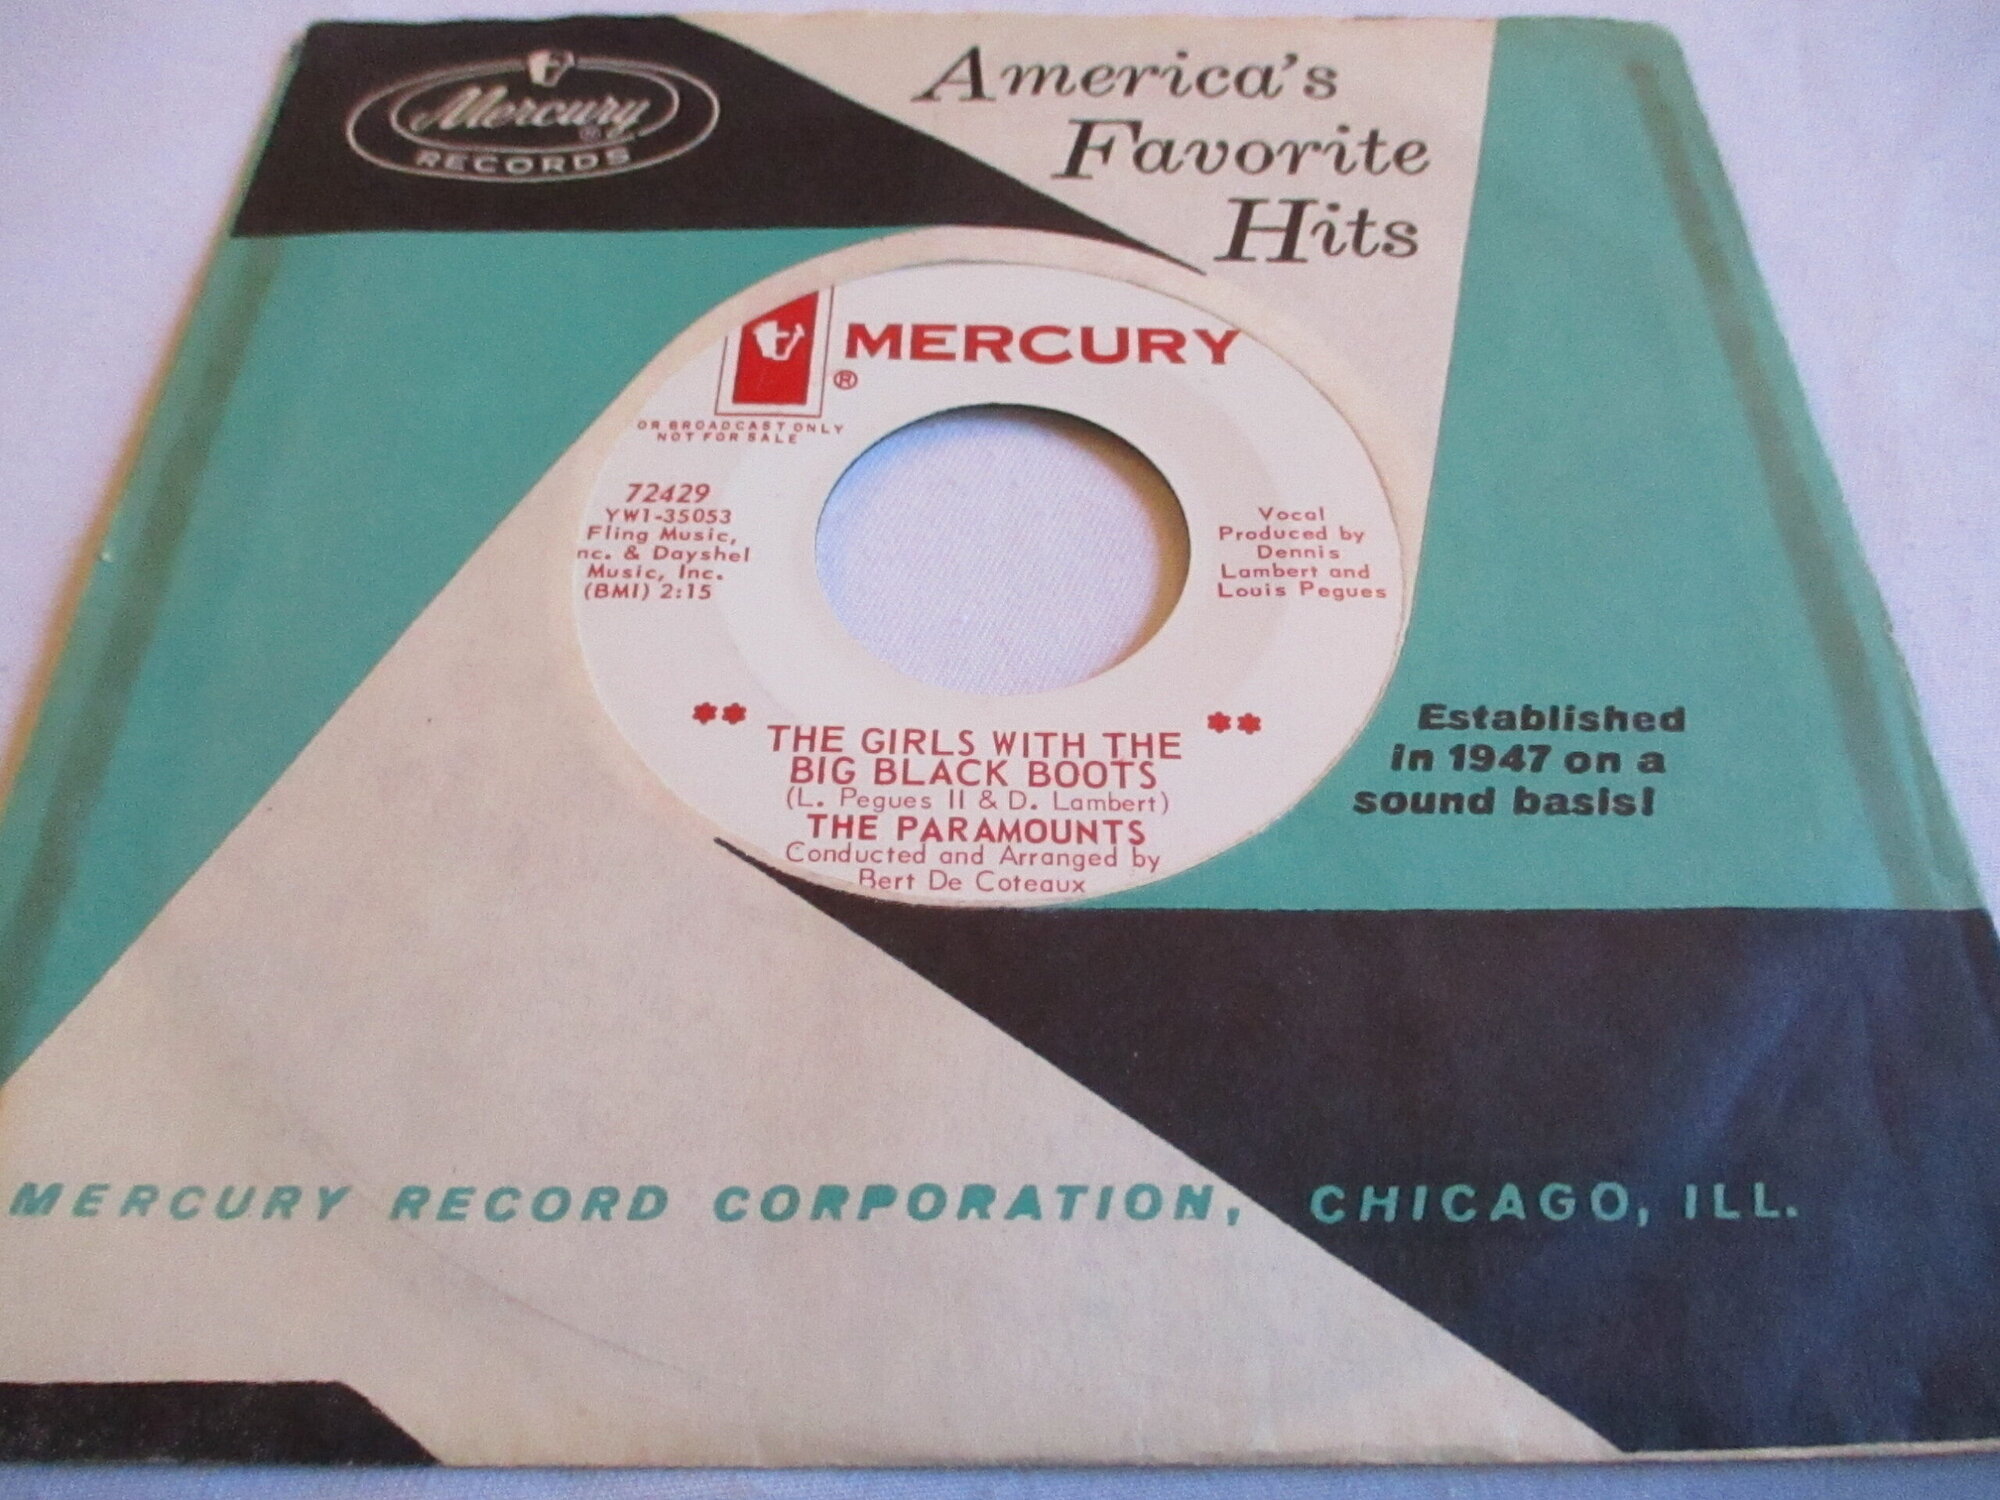 Mercury ®
RECORDS
America's
Favorite
Hits
MERCURY
®
OR BROADCAST ONLY
NOT FOR SALE
72429
YW1-35053
Fling Music,
nc. & Dayshel
Music, Inc.
(BMI) 2:15
Vocal
Produced by
Dennis
Lambert and
Louis Pegues
** THE GIRLS WITH THE **
BIG BLACK BOOTS
(L. Pegues II & D. Lambert)
THE PARAMOUNTS
Conducted and Arranged by
Bert De Coteaux
Established
in 1947 on a
sound basis!
MERCURY RECORD CORPORATION, CHICAGO, ILL.